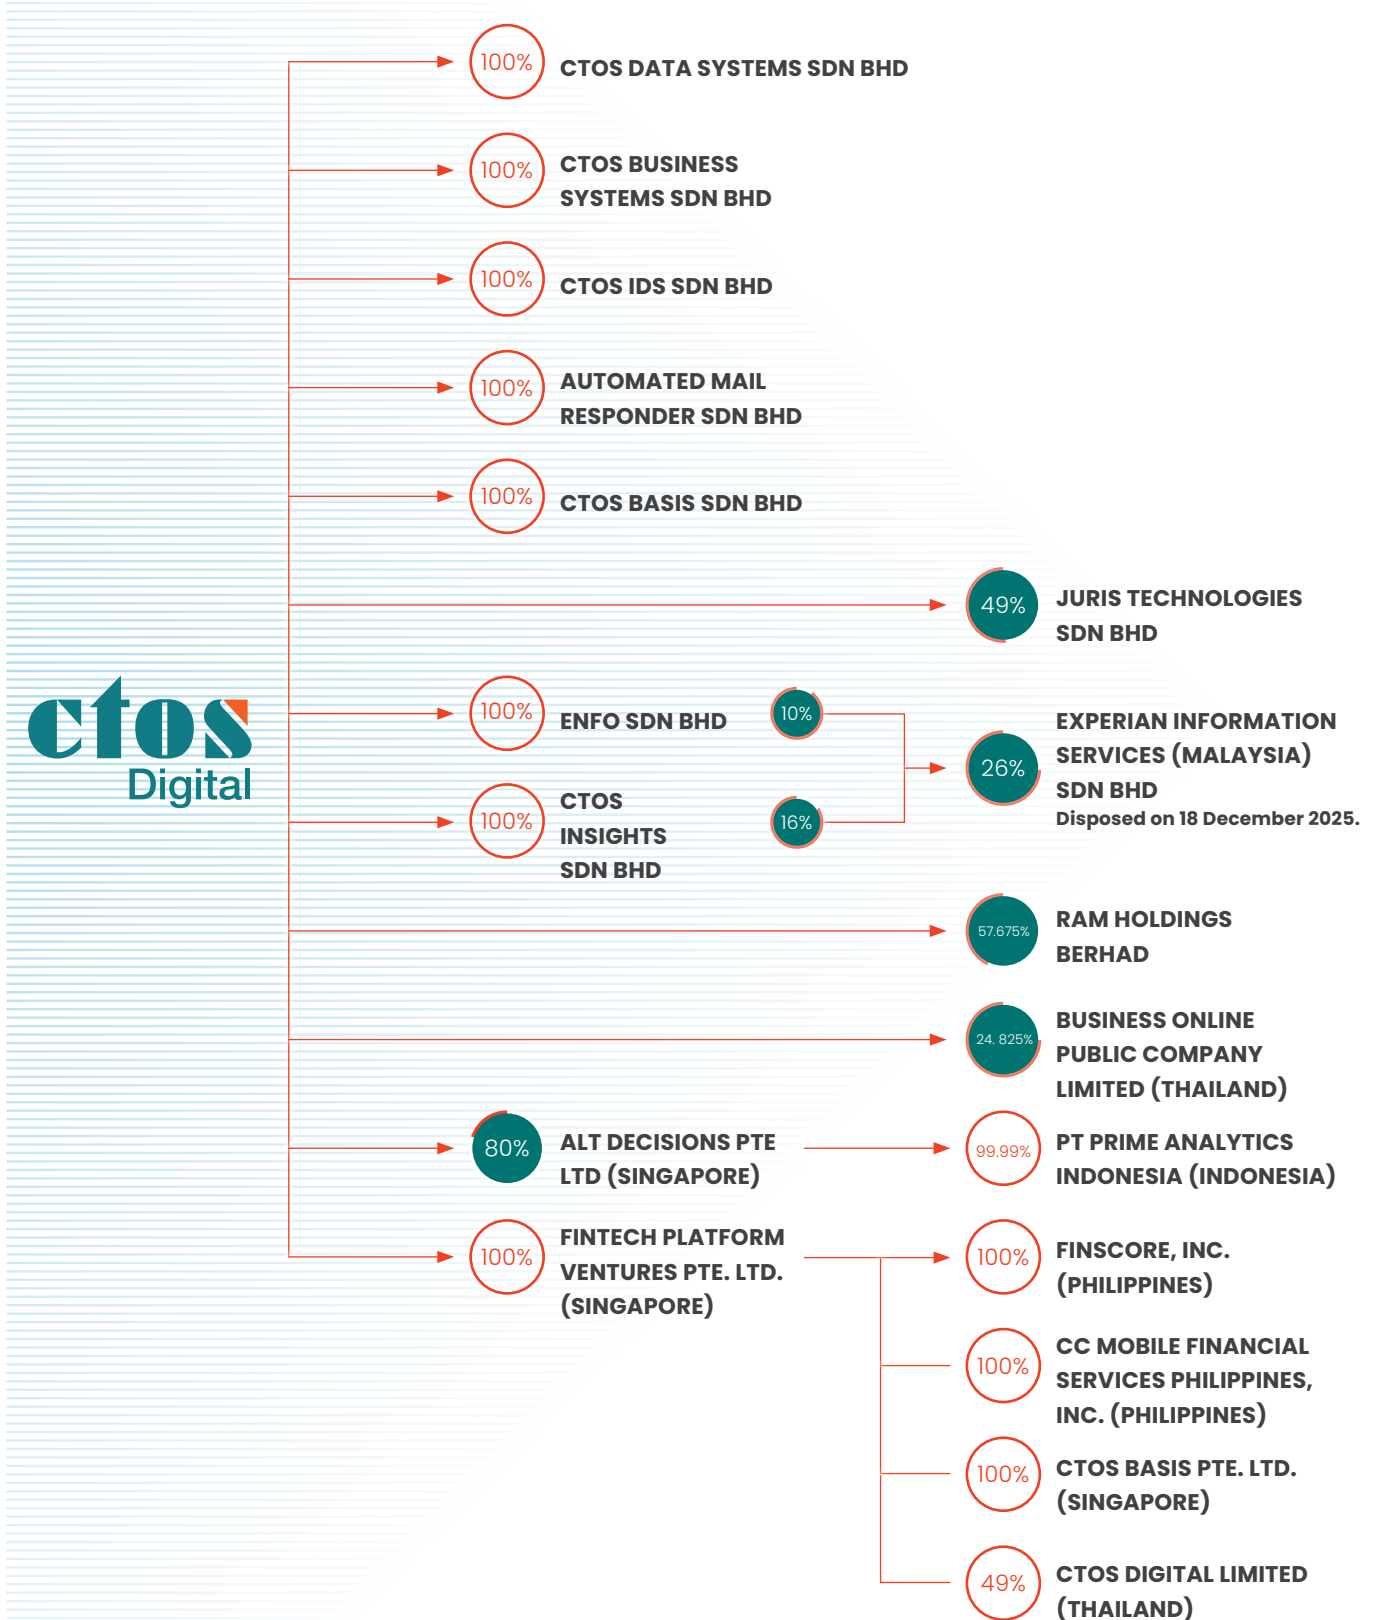 100%
CTOS DATA SYSTEMS SDN BHD
100%
CTOS BUSINESS
SYSTEMS SDN BHD
100%
CTOS IDS SDN BHD
100%
AUTOMATED MAIL
RESPONDER SDN BHD
100%
CTOS BASIS SDN BHD
49%
JURIS TECHNOLOGIES
SDN BHD
ctos
Digital
100%
ENFO SDN BHD
10%
100%
CTOS
INSIGHTS
SDN BHD
16%
26%
EXPERIAN INFORMATION
SERVICES (MALAYSIA)
SDN BHD
Disposed on 18 December 2025.
57.675%
RAM HOLDINGS
BERHAD
24. 825%
BUSINESS ONLINE
PUBLIC COMPANY
LIMITED (THAILAND)
80%
ALT DECISIONS PTE
LTD (SINGAPORE)
99.99%
PT PRIME ANALYTICS
INDONESIA (INDONESIA)
100%
FINTECH PLATFORM
VENTURES PTE. LTD.
(SINGAPORE)
100%
FINSCORE, INC.
(PHILIPPINES)
100%
CC MOBILE FINANCIAL
SERVICES PHILIPPINES,
INC. (PHILIPPINES)
100%
CTOS BASIS PTE. LTD.
(SINGAPORE)
49%
CTOS DIGITAL LIMITED
(THAILAND)